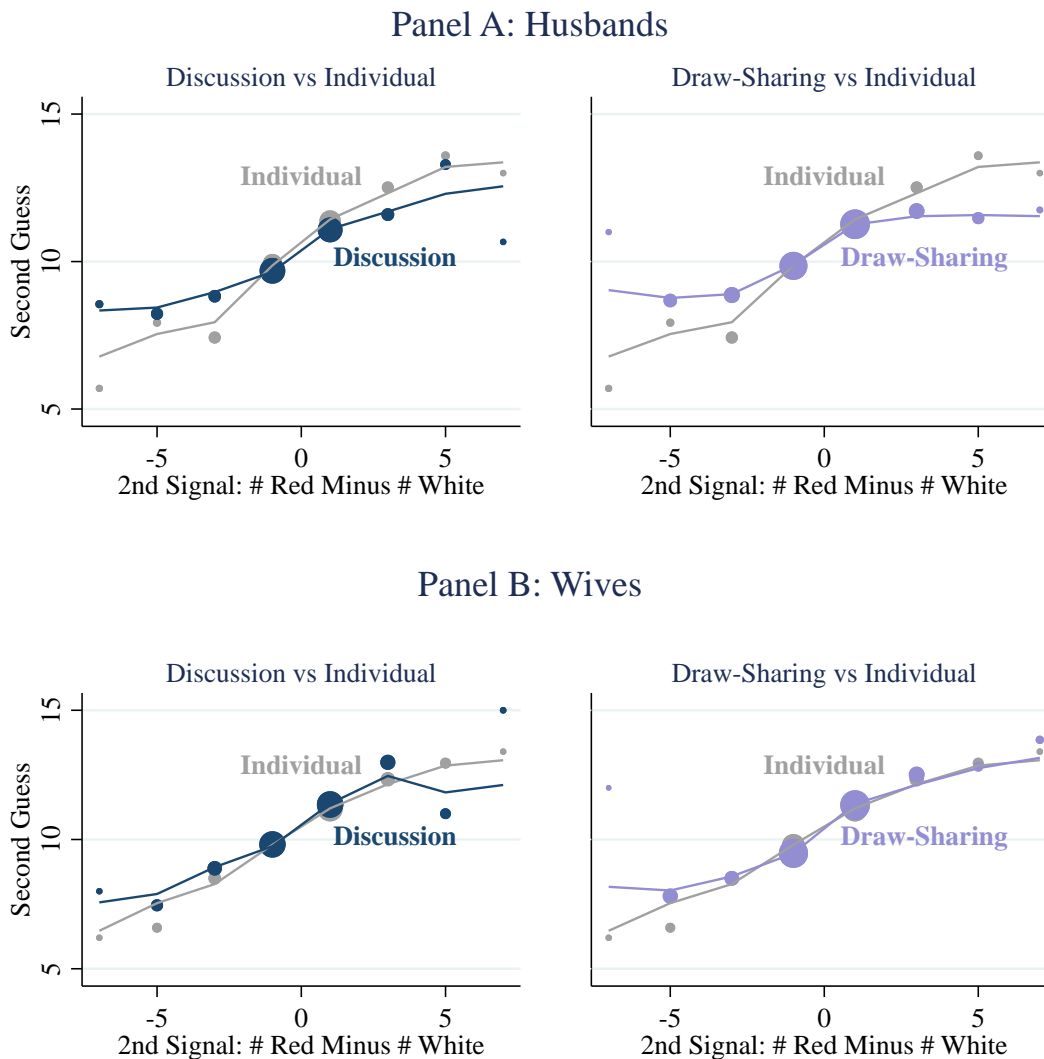 Panel A: Husbands
Discussion vs Individual
Draw-Sharing vs Individual
15
10
5
Second Guess
Individual
Discussion
Individual
Draw-Sharing
-5 0 5
-5 0 5
2nd Signal: # Red Minus # White
2nd Signal: # Red Minus # White
Panel B: Wives
Discussion vs Individual
Draw-Sharing vs Individual
15
10
5
Second Guess
Individual
Discussion
Individual
Draw-Sharing
-5 0 5
-5 0 5
2nd Signal: # Red Minus # White
2nd Signal: # Red Minus # White